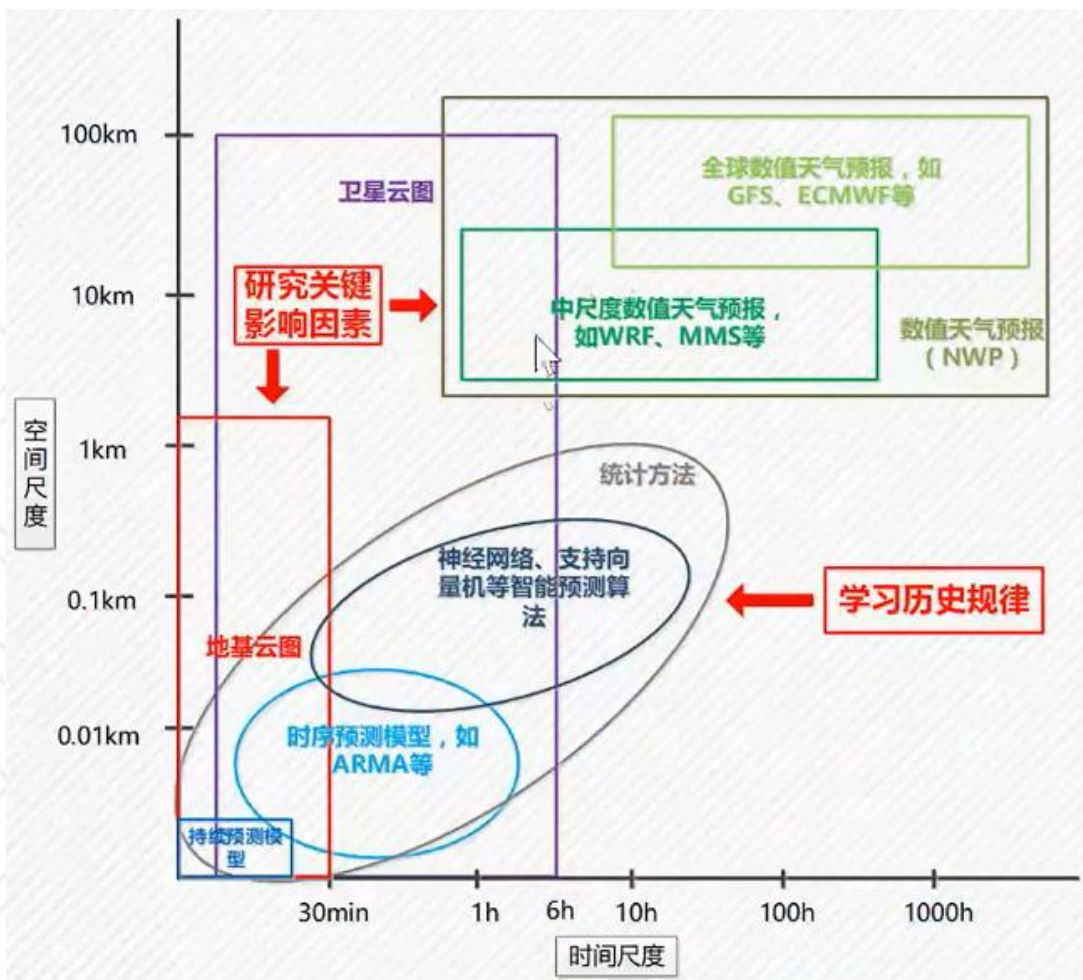 100km
卫星云图
全球数值天气预报，如
GFS、ECMWF等
研究关键
影响因素
10km
中尺度数值天气预报，
如WRF、MMS等
数值天气预报
（NWP）
空
间
尺
度
1km
统计方法
神经网络、支持向
量机等智能预测算
法
0.1km
学习历史规律
地基云图
0.01km
时序预测模型，如
ARMA等
持续预测模
型
30min
1h
6h
10h
100h
1000h
时间尺度